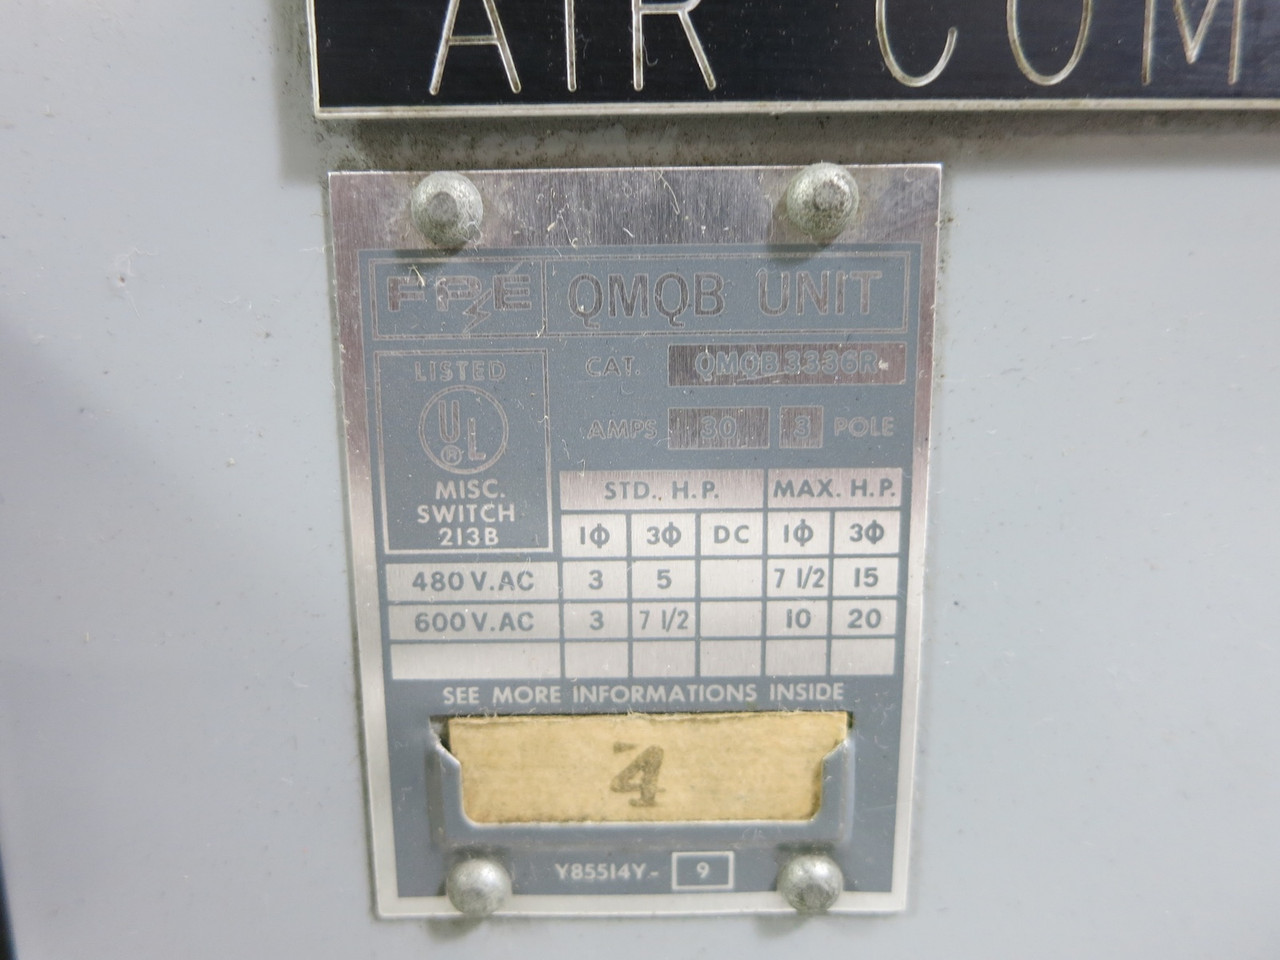 AIR COM
FPE QMQB UNIT
LISTED
UL
®
MISC.
SWITCH
213B
CAT. QMQB3336R
AMPS 30 3 POLE
STD., H.P. MAX. H.P.
1Φ 3Φ DC 1Φ 3Φ
480 V.AC 3 5 7 1/2 15
600 V.AC 3 7 1/2 10 20
SEE MORE INFORMATIONS INSIDE
4
Y85514Y- 9